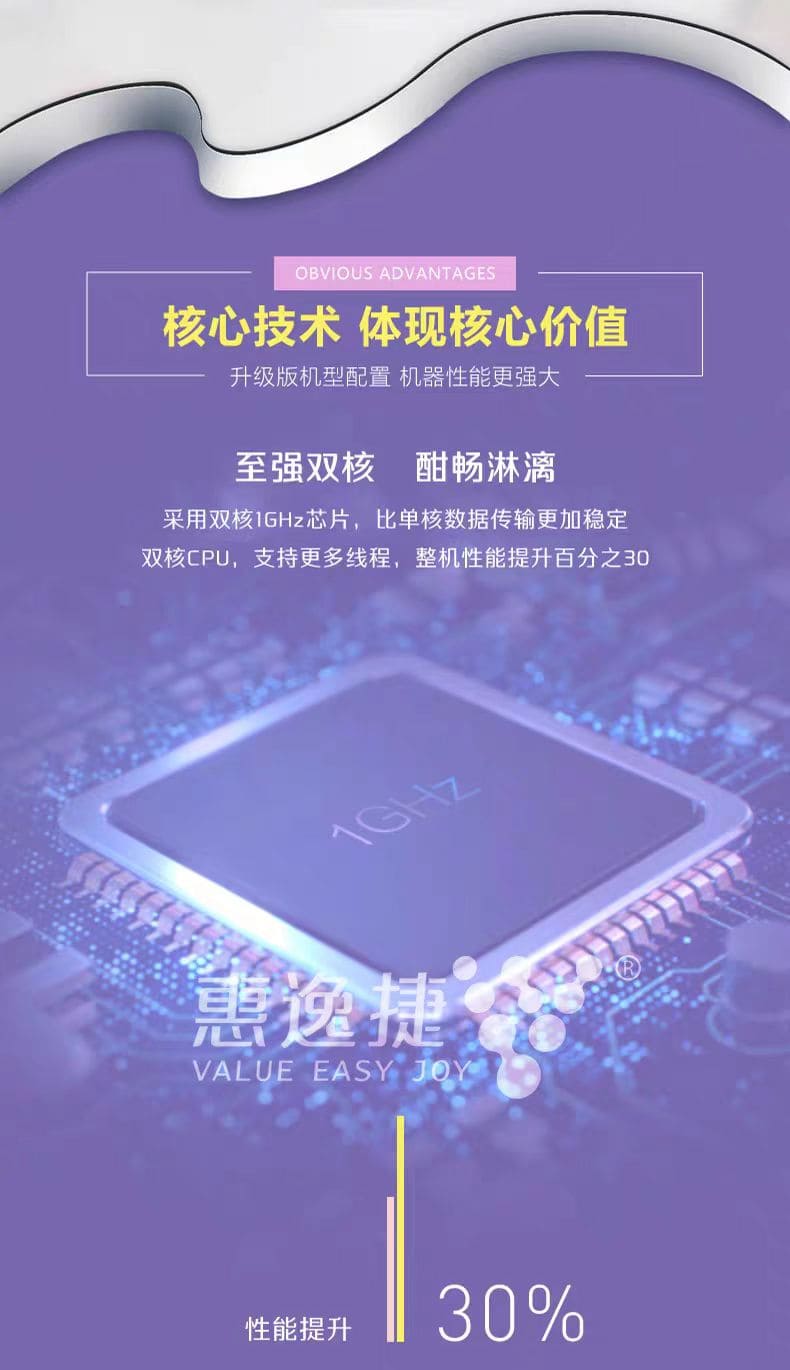 OBVIOUS ADVANTAGES
核心技术 体现核心价值
升级版机型配置 机器性能更强大
至强双核 酣畅淋漓
采用双核1GHz芯片，比单核数据传输更加稳定
双核CPU，支持更多线程，整机性能提升百分之30
1GHz
惠逸捷®
VALUE EASY JOY
性能提升 30%